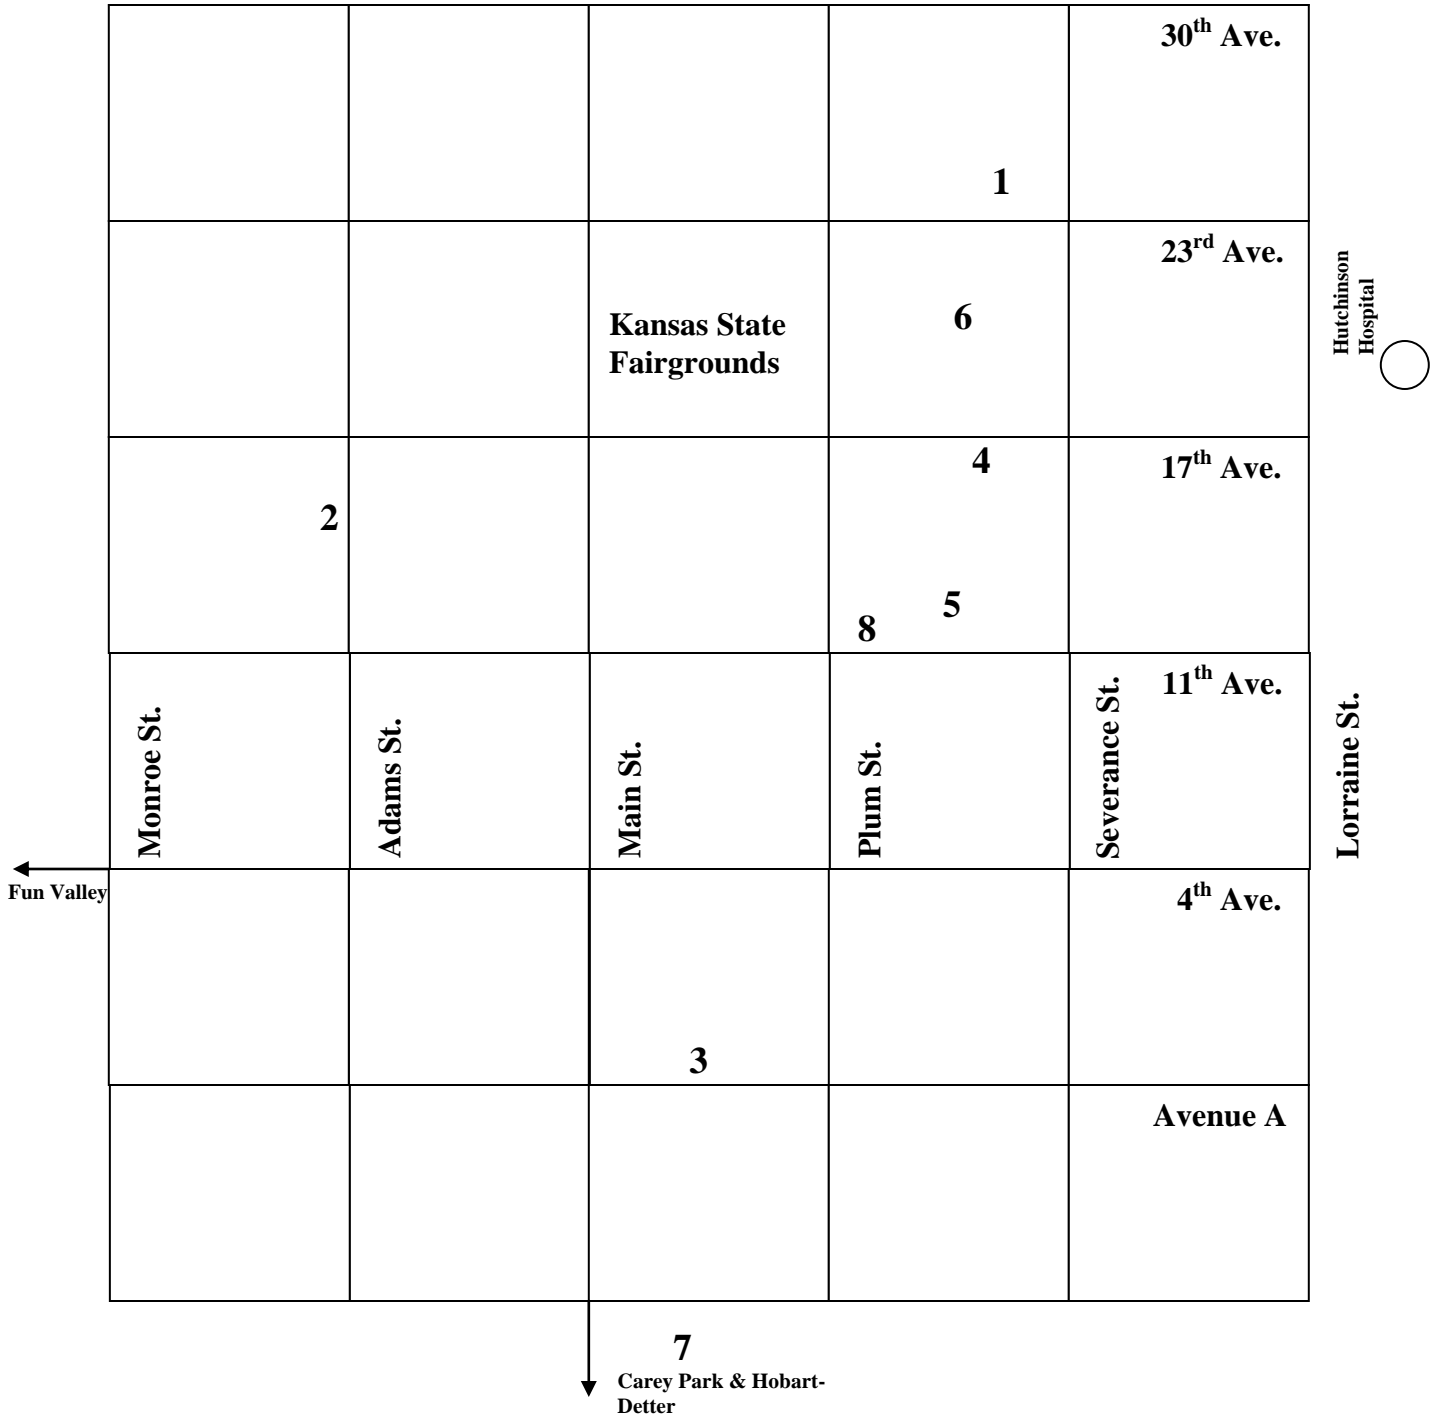 30th Ave.
1
23rd Ave.
Hutchinson
Hospital
6
Kansas State
Fairgrounds
4
17th Ave.
2
5
8
11th Ave.
Monroe St.
Adams St.
Main St.
Plum St.
Severance St.
Lorraine St.
Fun Valley
4th Ave.
3
Avenue A
7
Carey Park & Hobart-
Detter